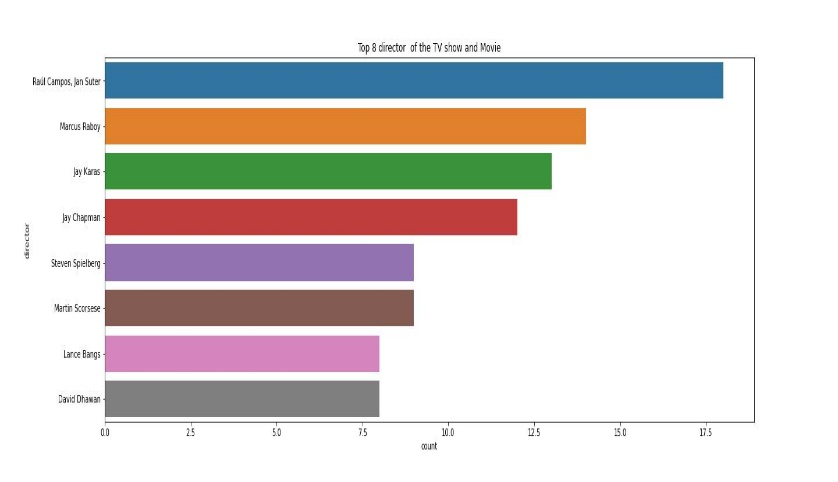 Top 8 director  of the TV show and Movie
Raúl Campos, Jan Suter
Marcus Raboy
Jay Karas
Jay Chapman
director
Steven Spielberg
Martin Scorsese
Lance Bangs
David Dhawan
0.0 2.5 5.0 7.5 10.0 12.5 15.0 17.5
count